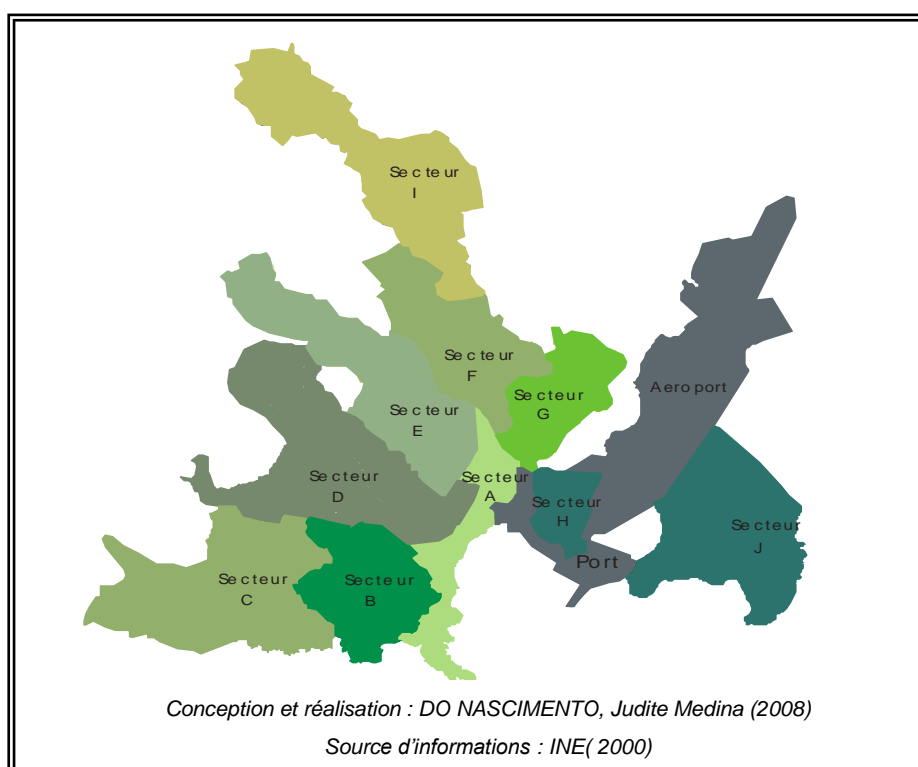 Secteur
I
Secteur
F
Aeroport
Secteur
G
Secteur
E
Secteur
D
Secteur
A
Secteur
H
Secteur
J
Port
Secteur
C
Secteur
B
Conception et réalisation : DO NASCIMENTO, Judite Medina (2008)
Source d'informations : INE( 2000)